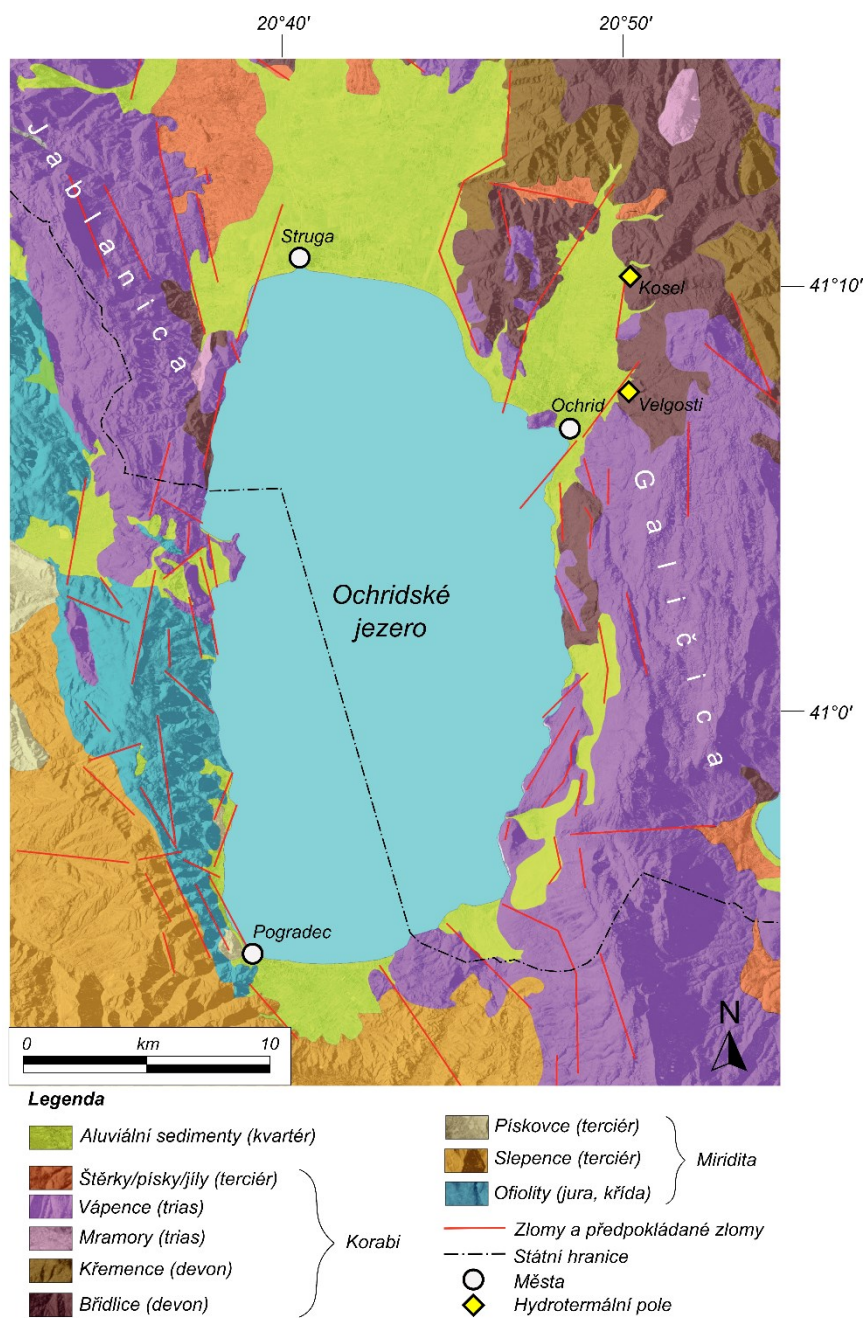 20°40'
20°50'
Jablanica
Struga
Kosel
41°10'
Ochrid
Velgosti
Galičica
Ochridské
jezero
41°0'
Pogradec
N
0 km 10
Legenda
Aluviální sedimenty (kvartér)
Štěrky/písky/jíly (terciér)
Vápence (trias)
Mramory (trias)
Křemence (devon)
Břidlice (devon)
Korabi
Pískovce (terciér)
Slepence (terciér)
Ofiolity (jura, křída)
Miridita
Zlomy a předpokládané zlomy
Státní hranice
Města
Hydrotermální pole